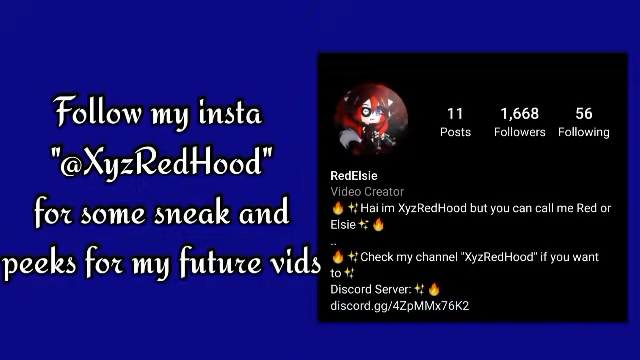 Follow my insta
"@XyzRedHood"
for some sneak and
peeks for my future vids
11 1,668 56
Posts Followers Following
RedElsie
Video Creator
🔥✨Hai im XyzRedHood but you can call me Red or
Elsie✨🔥
..
🔥✨Check my channel "XyzRedHood" if you want
to✨
Discord Server:✨🔥
discord.gg/4ZpMMx76K2